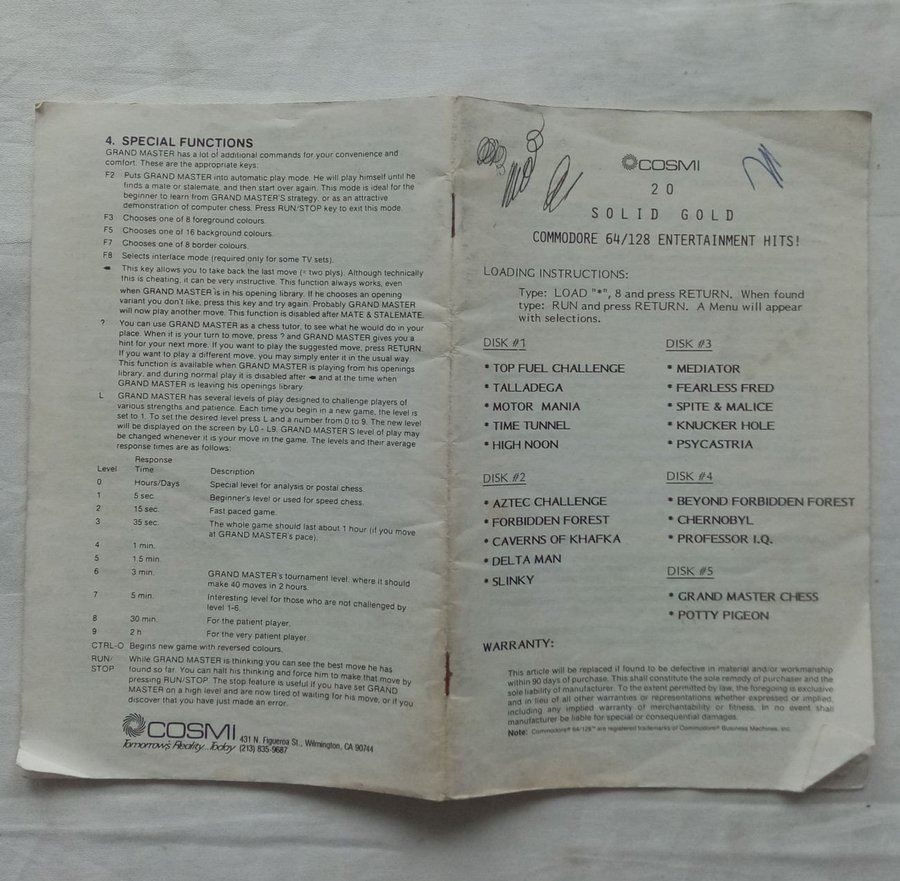 4. SPECIAL FUNCTIONS
GRAND MASTER has a lot of additional commands for your convenience and
comfort. These are the appropriate keys:
F2 Puts GRAND MASTER into automatic play mode. He will play himself until he
finds a mate or stalemate, and then start over again. This mode is ideal for the
beginner to learn from GRAND MASTER'S strategy, or as an attractive
demonstration of computer chess. Press RUN/STOP key to exit this mode.
F3 Chooses one of 8 foreground colours.
F5 Chooses one of 16 background colours.
F7 Chooses one of 8 border colours.
F8 Selects interface mode (required only for some TV sets).
← This key allows you to take back the last move (= two plys). Although technically
this is cheating, it can be very instructive. This function always works, even
when GRAND MASTER is in his opening library. If he chooses an opening
variant you don't like, press this key and try again. Probably GRAND MASTER
will now play another move. This function is disabled after MATE & STALEMATE.
? You can use GRAND MASTER as a chess tutor, to see what he would do in your
place. When it is your turn to move, press ? and GRAND MASTER gives you a
hint for your next move. If you want to play the suggested move, press RETURN.
If you want to play a different move, you may simply enter it in the usual way.
This function is available when GRAND MASTER is playing from his openings
library, and during normal play it is disabled after ← and at the time when
GRAND MASTER is leaving his openings library.
L GRAND MASTER has several levels of play designed to challenge players of
various strengths and patience. Each time you begin in a new game, the level is
set to 1. To set the desired level press L and a number from 0 to 9. The new level
will be displayed on the screen by L0 - L9. GRAND MASTER'S level of play may
be changed whenever it is your move in the game. The levels and their average
response times are as follows:
Response
Level Time Description
0 Hours/Days Special level for analysis or postal chess.
1 5 sec. Beginner's level or used for speed chess.
2 15 sec. Fast paced game.
3 35 sec. The whole game should last about 1 hour (if you move
at GRAND MASTER's pace).
4 1 min.
5 1.5 min.
6 3 min. GRAND MASTER's tournament level, where it should
make 40 moves in 2 hours.
7 5 min. Interesting level for those who are not challenged by
level 1-6.
8 30 min. For the patient player.
9 2 h For the very patient player.
CTRL-O Begins new game with reversed colours.
RUN/ While GRAND MASTER is thinking you can see the best move he has
STOP found so far. You can halt his thinking and force him to make that move by
pressing RUN/STOP. The stop feature is useful if you have set GRAND
MASTER on a high level and are now tired of waiting for his move, or if you
discover that you have just made an error.
COSMI 431 N. Figueroa St., Wilmington, CA 90744
Tomorrow's Reality...Today (213) 835-9687
COSMI
20
SOLID GOLD
COMMODORE 64/128 ENTERTAINMENT HITS!
LOADING INSTRUCTIONS:
Type: LOAD "*", 8 and press RETURN. When found
type: RUN and press RETURN. A Menu will appear
with selections.
DISK #1
* TOP FUEL CHALLENGE
* TALLADEGA
* MOTOR MANIA
* TIME TUNNEL
* HIGH NOON
DISK #2
* AZTEC CHALLENGE
* FORBIDDEN FOREST
* CAVERNS OF KHAFKA
* DELTA MAN
* SLINKY
DISK #3
* MEDIATOR
* FEARLESS FRED
* SPITE & MALICE
* KNUCKER HOLE
* PSYCASTRIA
DISK #4
* BEYOND FORBIDDEN FOREST
* CHERNOBYL
* PROFESSOR I.Q.
DISK #5
* GRAND MASTER CHESS
* POTTY PIGEON
WARRANTY:
This article will be replaced if found to be defective in material and/or workmanship
within 90 days of purchase. This shall constitute the sole remedy of purchaser and the
sole liability of manufacturer. To the extent permitted by law, the foregoing is exclusive
and in lieu of all other warranties or representations whether expressed or implied,
including any implied warranty of merchantability or fitness. In no event shall
manufacturer be liable for special or consequential damages.
Note: Commodore® 64/128™ are registered trademarks of Commodore® Business Machines, Inc.